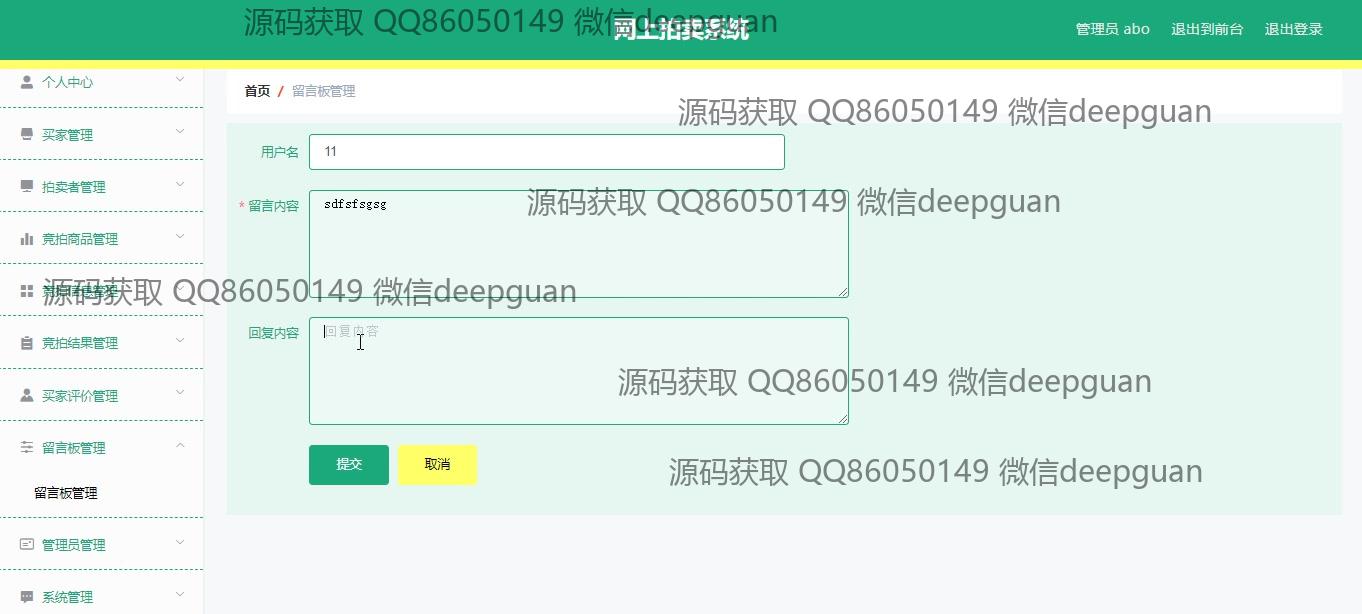 网上拍卖系统
管理员 abo 退出到前台 退出登录
源码获取 QQ86050149 微信deepguan
个人中心
买家管理
拍卖者管理
竞拍商品管理
竞拍结果管理
买家评价管理
留言板管理
留言板管理
管理员管理
系统管理
首页 / 留言板管理
源码获取 QQ86050149 微信deepguan
用户名 11
源码获取 QQ86050149 微信deepguan
* 留言内容 sdfsfsgsg
源码获取 QQ86050149 微信deepguan
回复内容 回复内容
源码获取 QQ86050149 微信deepguan
提交 取消
源码获取 QQ86050149 微信deepguan